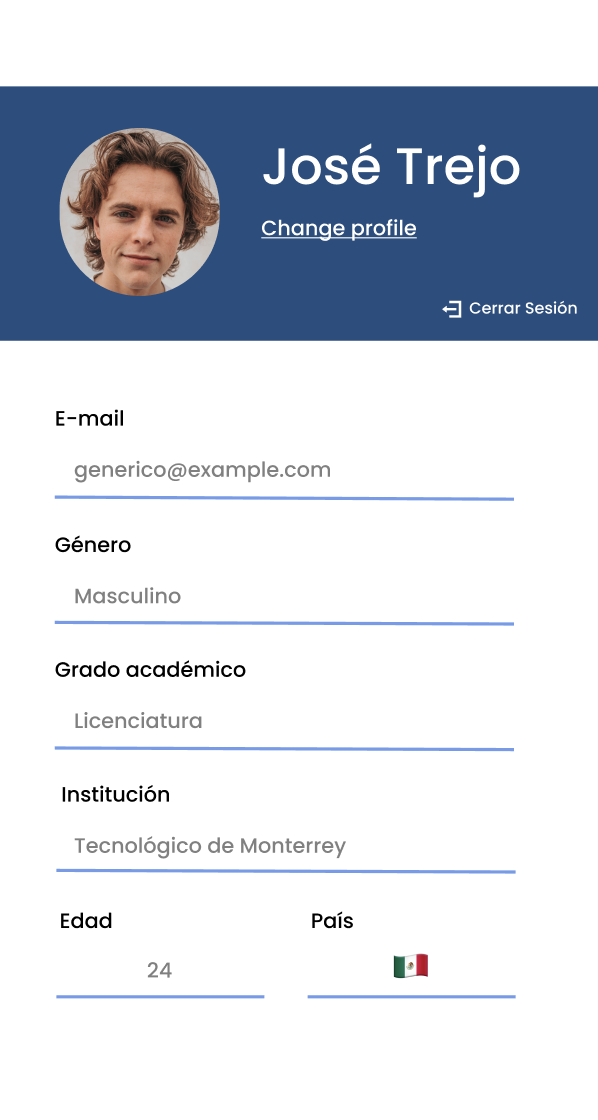 José Trejo
Change profile
Cerrar Sesión
E-mail
generico@example.com
Género
Masculino
Grado académico
Licenciatura
Institución
Tecnológico de Monterrey
Edad
País
24